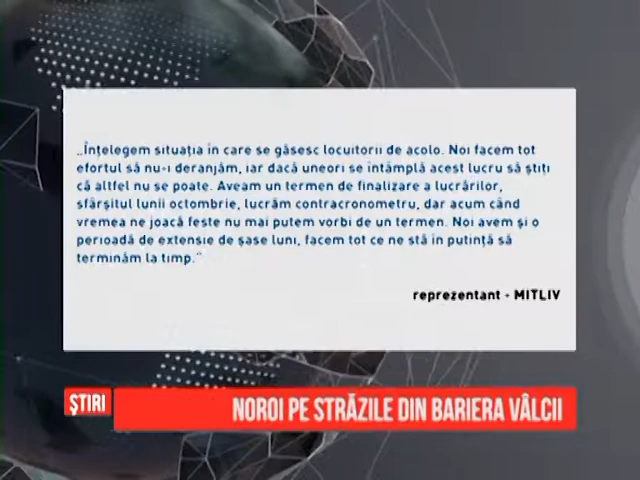 „Înțelegem situația în care se găsesc locuitorii de acolo. Noi facem tot
efortul să nu-i deranjăm, iar dacă uneori se întâmplă acest lucru să știți
că altfel nu se poate. Aveam un termen de finalizare a lucrărilor,
sfârșitul lunii octombrie, lucrăm contracronometru, dar acum când
vremea ne joacă feste nu mai putem vorbi de un termen. Noi avem și o
perioadă de extensie de șase luni, facem tot ce ne stă în putință să
terminăm la timp.”
reprezentant - MITLIV
ȘTIRI
NOROI PE STRĂZILE DIN BARIERA VÂLCII